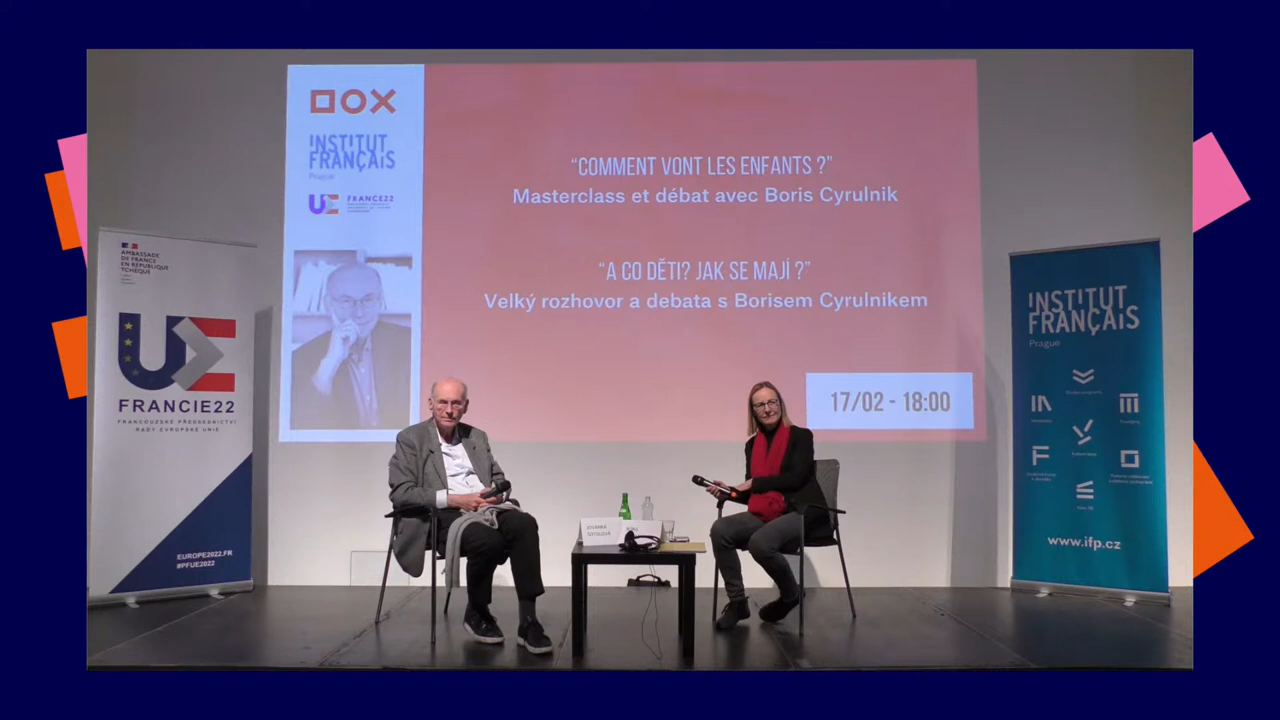 INSTITUT
FRANÇAIS
Prague
UE FRANCE22
“COMMENT VONT LES ENFANTS ?”
Masterclass et débat avec Boris Cyrulnik
“A CO DĚTI? JAK SE MAJÍ ?”
Velký rozhovor a debata s Borisem Cyrulnikem
17/02 - 18:00
AMBASSADE
DE FRANCE
EN RÉPUBLIQUE
TCHÈQUE
UE
FRANCIE22
FRANCOUZSKÉ PŘEDSEDNICTVÍ
RADY EVROPSKÉ UNIE
EUROPE2022.FR
#PFUE2022
INSTITUT
FRANÇAIS
Prague
www.ifp.cz